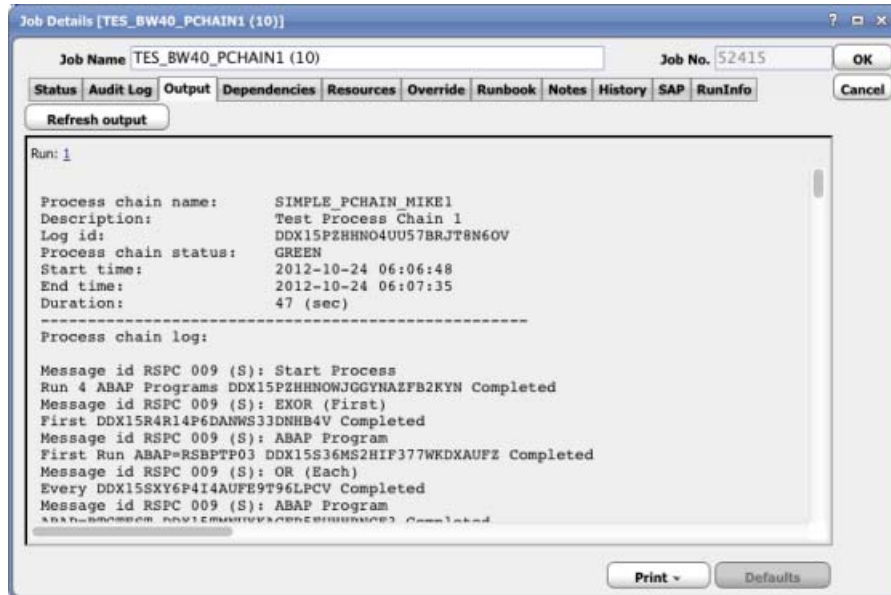 Job Details [TES_BW40_PCHAIN1 (10)]
Job Name TES_BW40_PCHAIN1 (10) Job No. 52415 OK
Status Audit Log Output Dependencies Resources Override Runbook Notes History SAP RunInfo Cancel
Refresh output
Run: 1
Process chain name: SIMPLE_PCHAIN_MIKE1
Description: Test Process Chain 1
Log id: DDX15PZHHNO4UU57BRJT8N6OV
Process chain status: GREEN
Start time: 2012-10-24 06:06:48
End time: 2012-10-24 06:07:35
Duration: 47 (sec)
Process chain log:
Message id RSPC 009 (S): Start Process
Run 4 ABAP Programs DDX15PZHHNOWJGGYNAZFB2KYN Completed
Message id RSPC 009 (S): EXOR (First)
First DDX15R4R14P6DANWS33DNHB4V Completed
Message id RSPC 009 (S): ABAP Program
First Run ABAP=RSBPTP03 DDX15S36MS2HIF377WKDXAUFZ Completed
Message id RSPC 009 (S): OR (Each)
Every DDX15SXY6P4I4AUFE9T96LPCV Completed
Message id RSPC 009 (S): ABAP Program
Print
Defaults